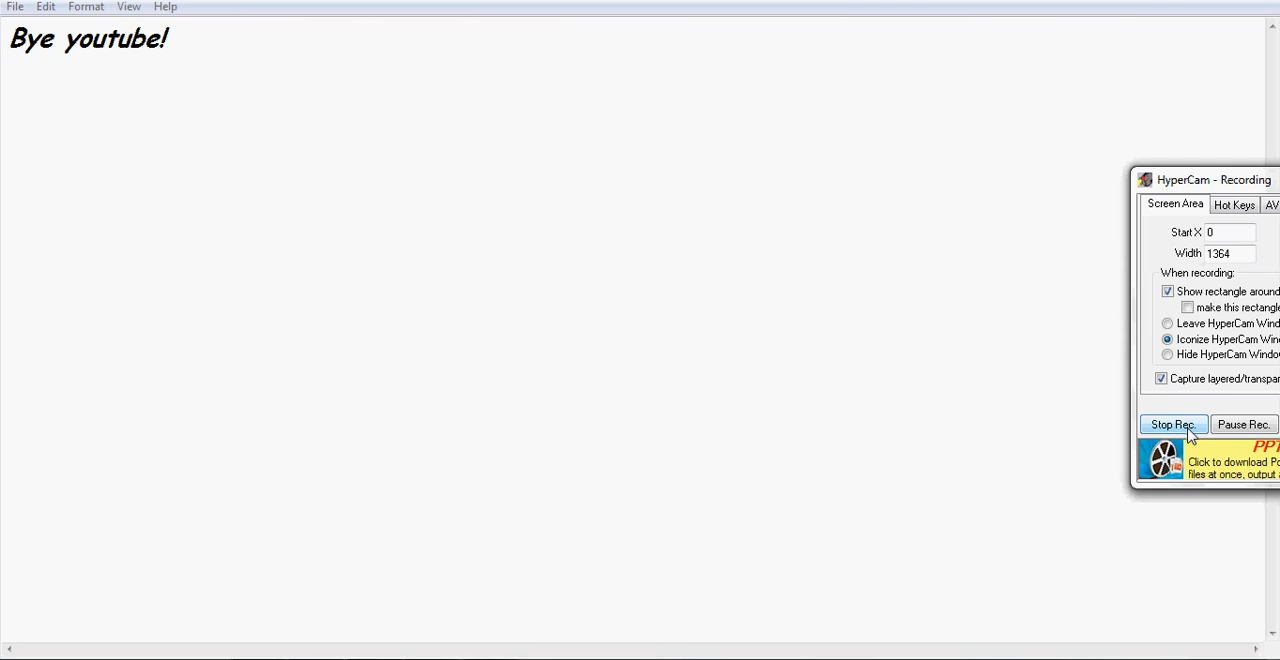 File Edit Format View Help
Bye youtube!
HyperCam - Recording
Screen Area Hot Keys AV
Start X 0
Width 1364
When recording:
Show rectangle around
make this rectangle
Leave HyperCam Wind
Iconize HyperCam Win
Hide HyperCam Windo
Capture layered/transpar
Stop Rec. Pause Rec.
PPT
Click to download Po
files at once, output a